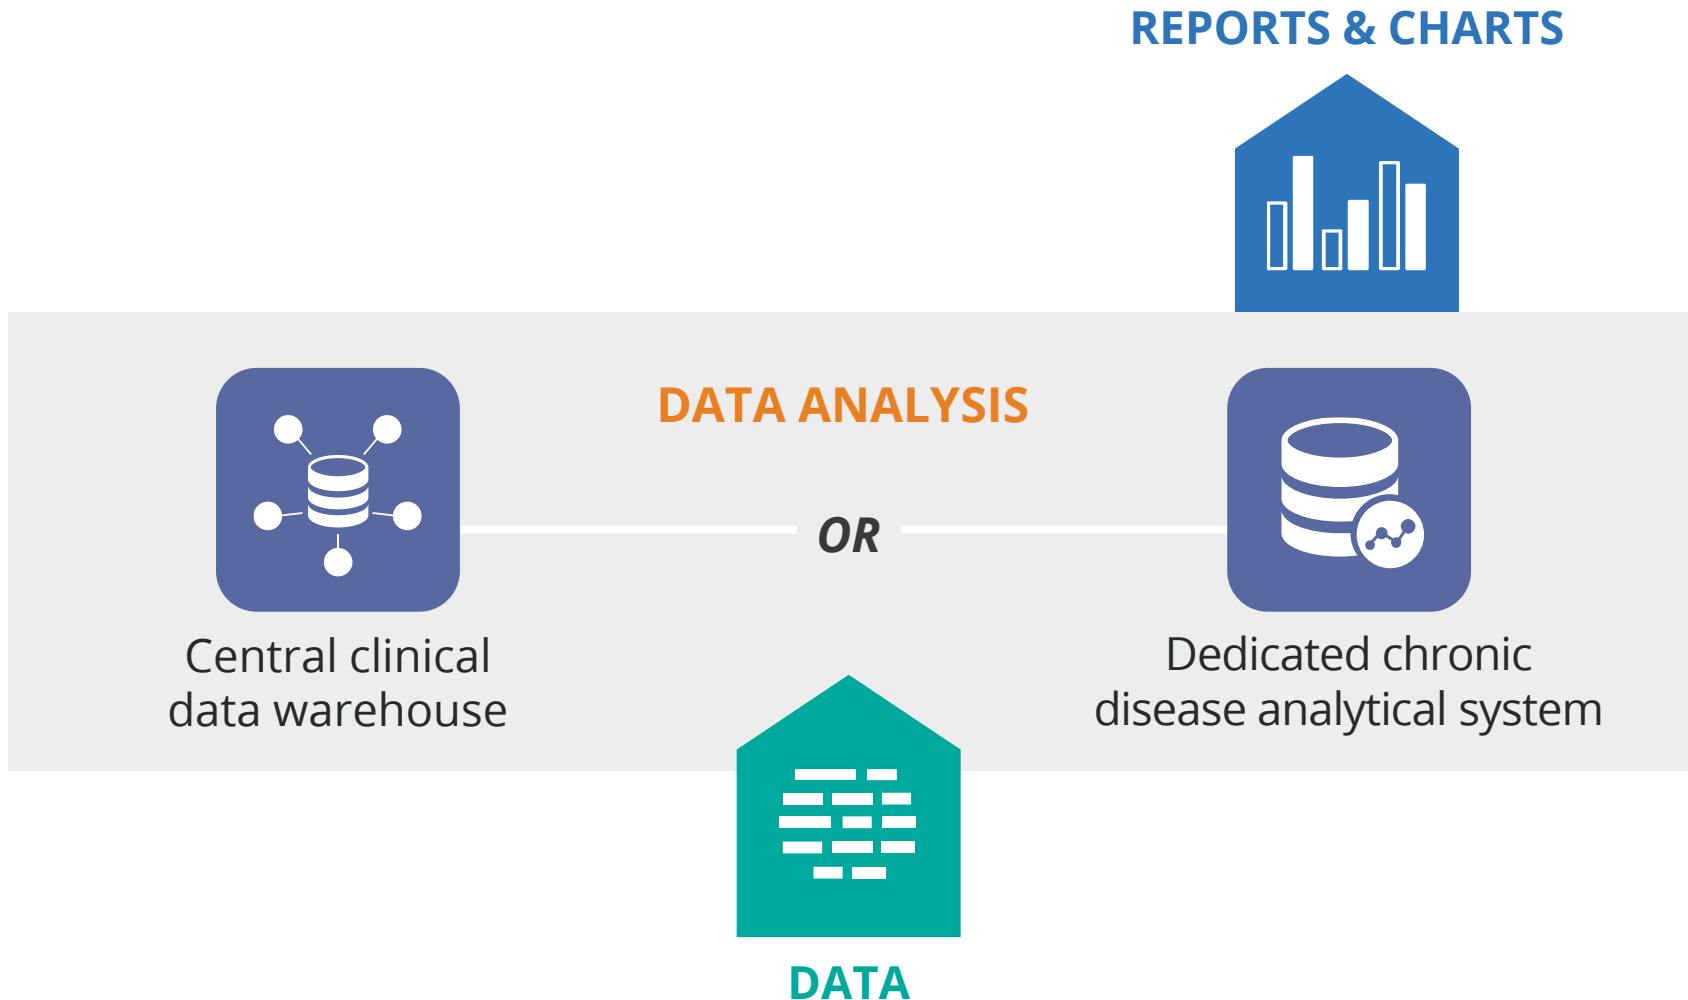 REPORTS & CHARTS
DATA ANALYSIS
OR
Central clinical
data warehouse
Dedicated chronic
disease analytical system
DATA